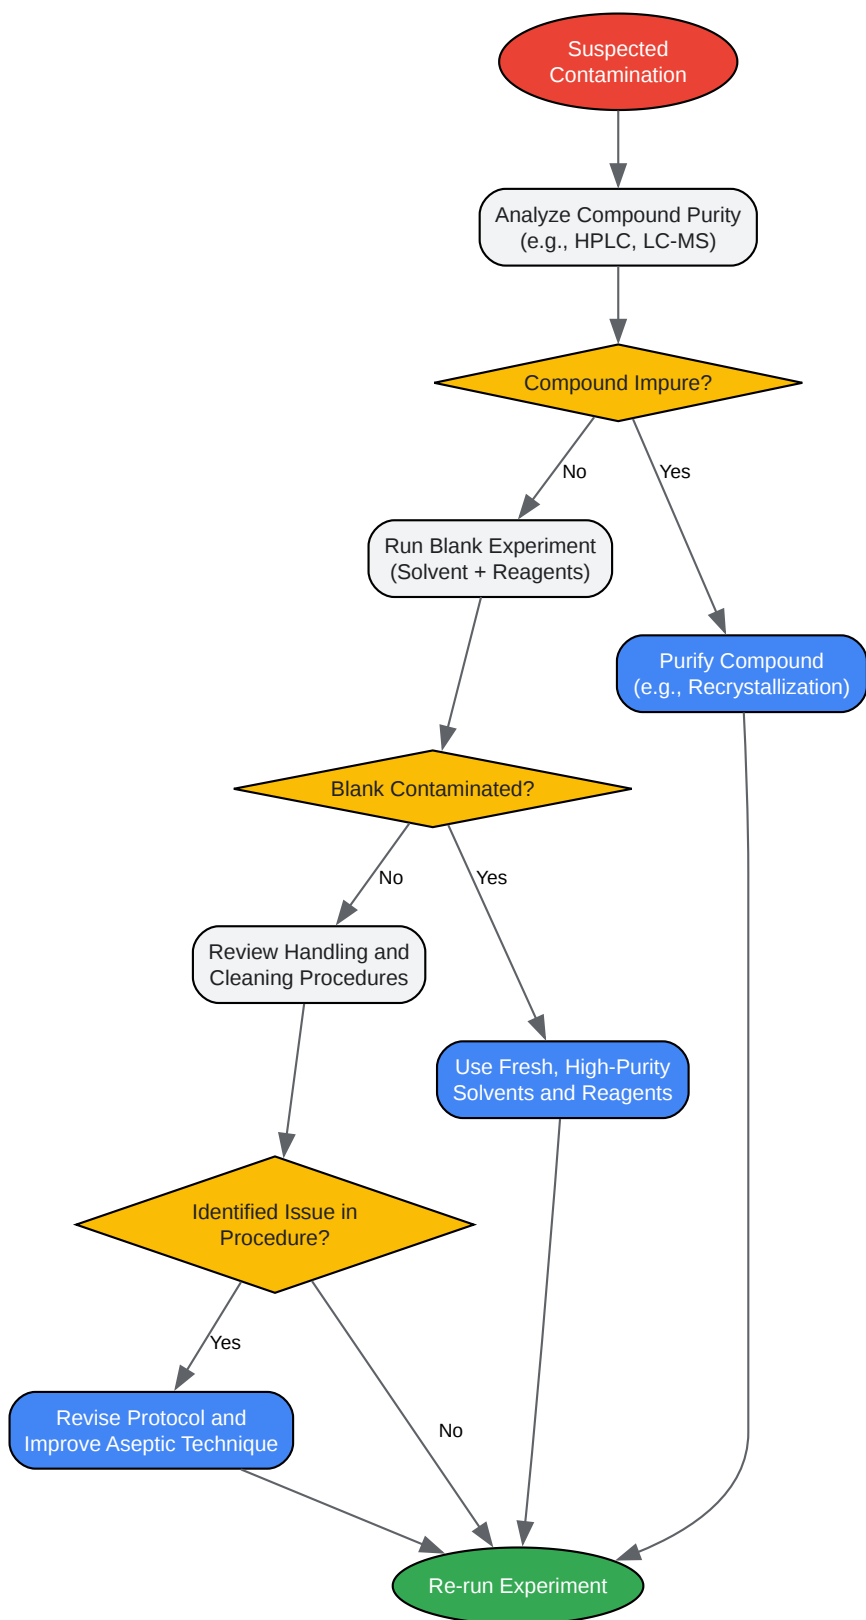 Suspected
Contamination
Analyze Compound Purity
(e.g., HPLC, LC-MS)
Compound Impure?
No
Yes
Run Blank Experiment
(Solvent + Reagents)
Purify Compound
(e.g., Recrystallization)
Blank Contaminated?
No
Yes
Review Handling and
Cleaning Procedures
Use Fresh, High-Purity
Solvents and Reagents
Identified Issue in
Procedure?
Yes
No
Revise Protocol and
Improve Aseptic Technique
Re-run Experiment